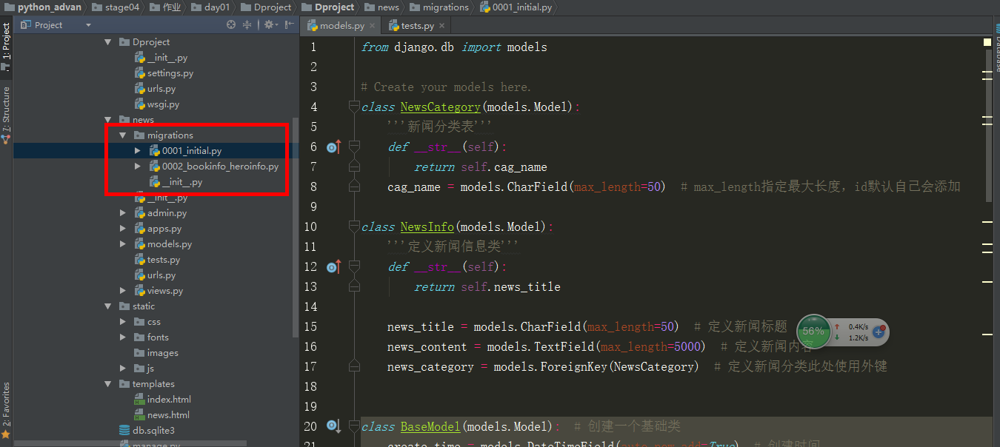 python_advan stage04 作业 day01 Dproject Dproject news migrations 0001_initial.py
Project
models.py tests.py
1: Project
7: Structure
2: Favorites
Dproject
__init__.py
settings.py
urls.py
wsgi.py
news
migrations
0001_initial.py
0002_bookinfo_heroinfo.py
__init__.py
__init__.py
admin.py
apps.py
models.py
tests.py
urls.py
views.py
static
css
fonts
images
js
templates
index.html
news.html
db.sqlite3
manage.py
1 from django.db import models
2
3 # Create your models here.
4 class NewsCategory(models.Model):
5 '''新闻分类表'''
6 def __str__(self):
7 return self.cag_name
8 cag_name = models.CharField(max_length=50) # max_length指定最大长度，id默认自己会添加
9
10 class NewsInfo(models.Model):
11 '''定义新闻信息类'''
12 def __str__(self):
13 return self.news_title
14
15 news_title = models.CharField(max_length=50) # 定义新闻标题
16 news_content = models.TextField(max_length=5000) # 定义新闻内容
17 news_category = models.ForeignKey(NewsCategory) # 定义新闻分类此处使用外键
18
19
20 class BaseModel(models.Model): # 创建一个基础类
21 create_time = models.DateTimeField(auto_now_add=True) # 创建时间
56%
0.4K/s
1.2K/s
Database